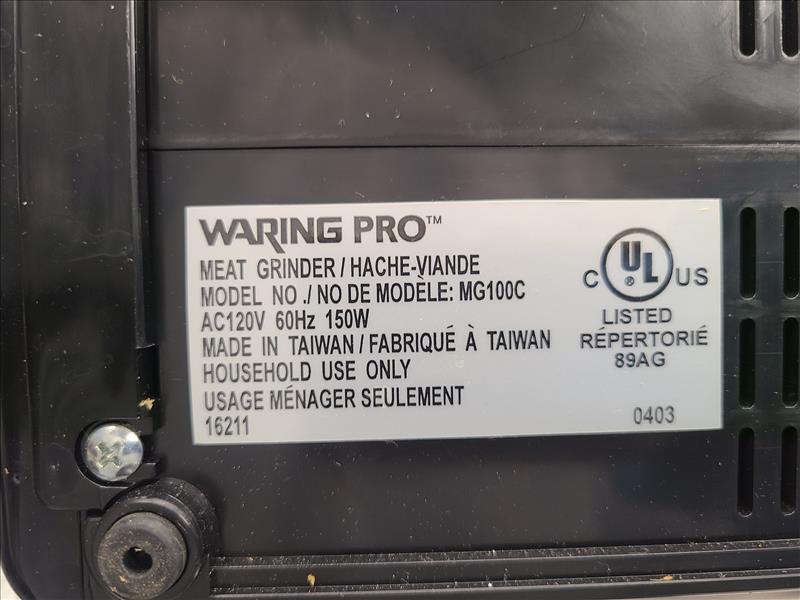 WARING PRO™
MEAT GRINDER / HACHE-VIANDE
MODEL NO ./ NO DE MODÈLE: MG100C
AC120V 60Hz 150W
MADE IN TAIWAN / FABRIQUÉ À TAIWAN
HOUSEHOLD USE ONLY
USAGE MÉNAGER SEULEMENT
16211
C UL ® US
LISTED
RÉPERTORIÉ
89AG
0403